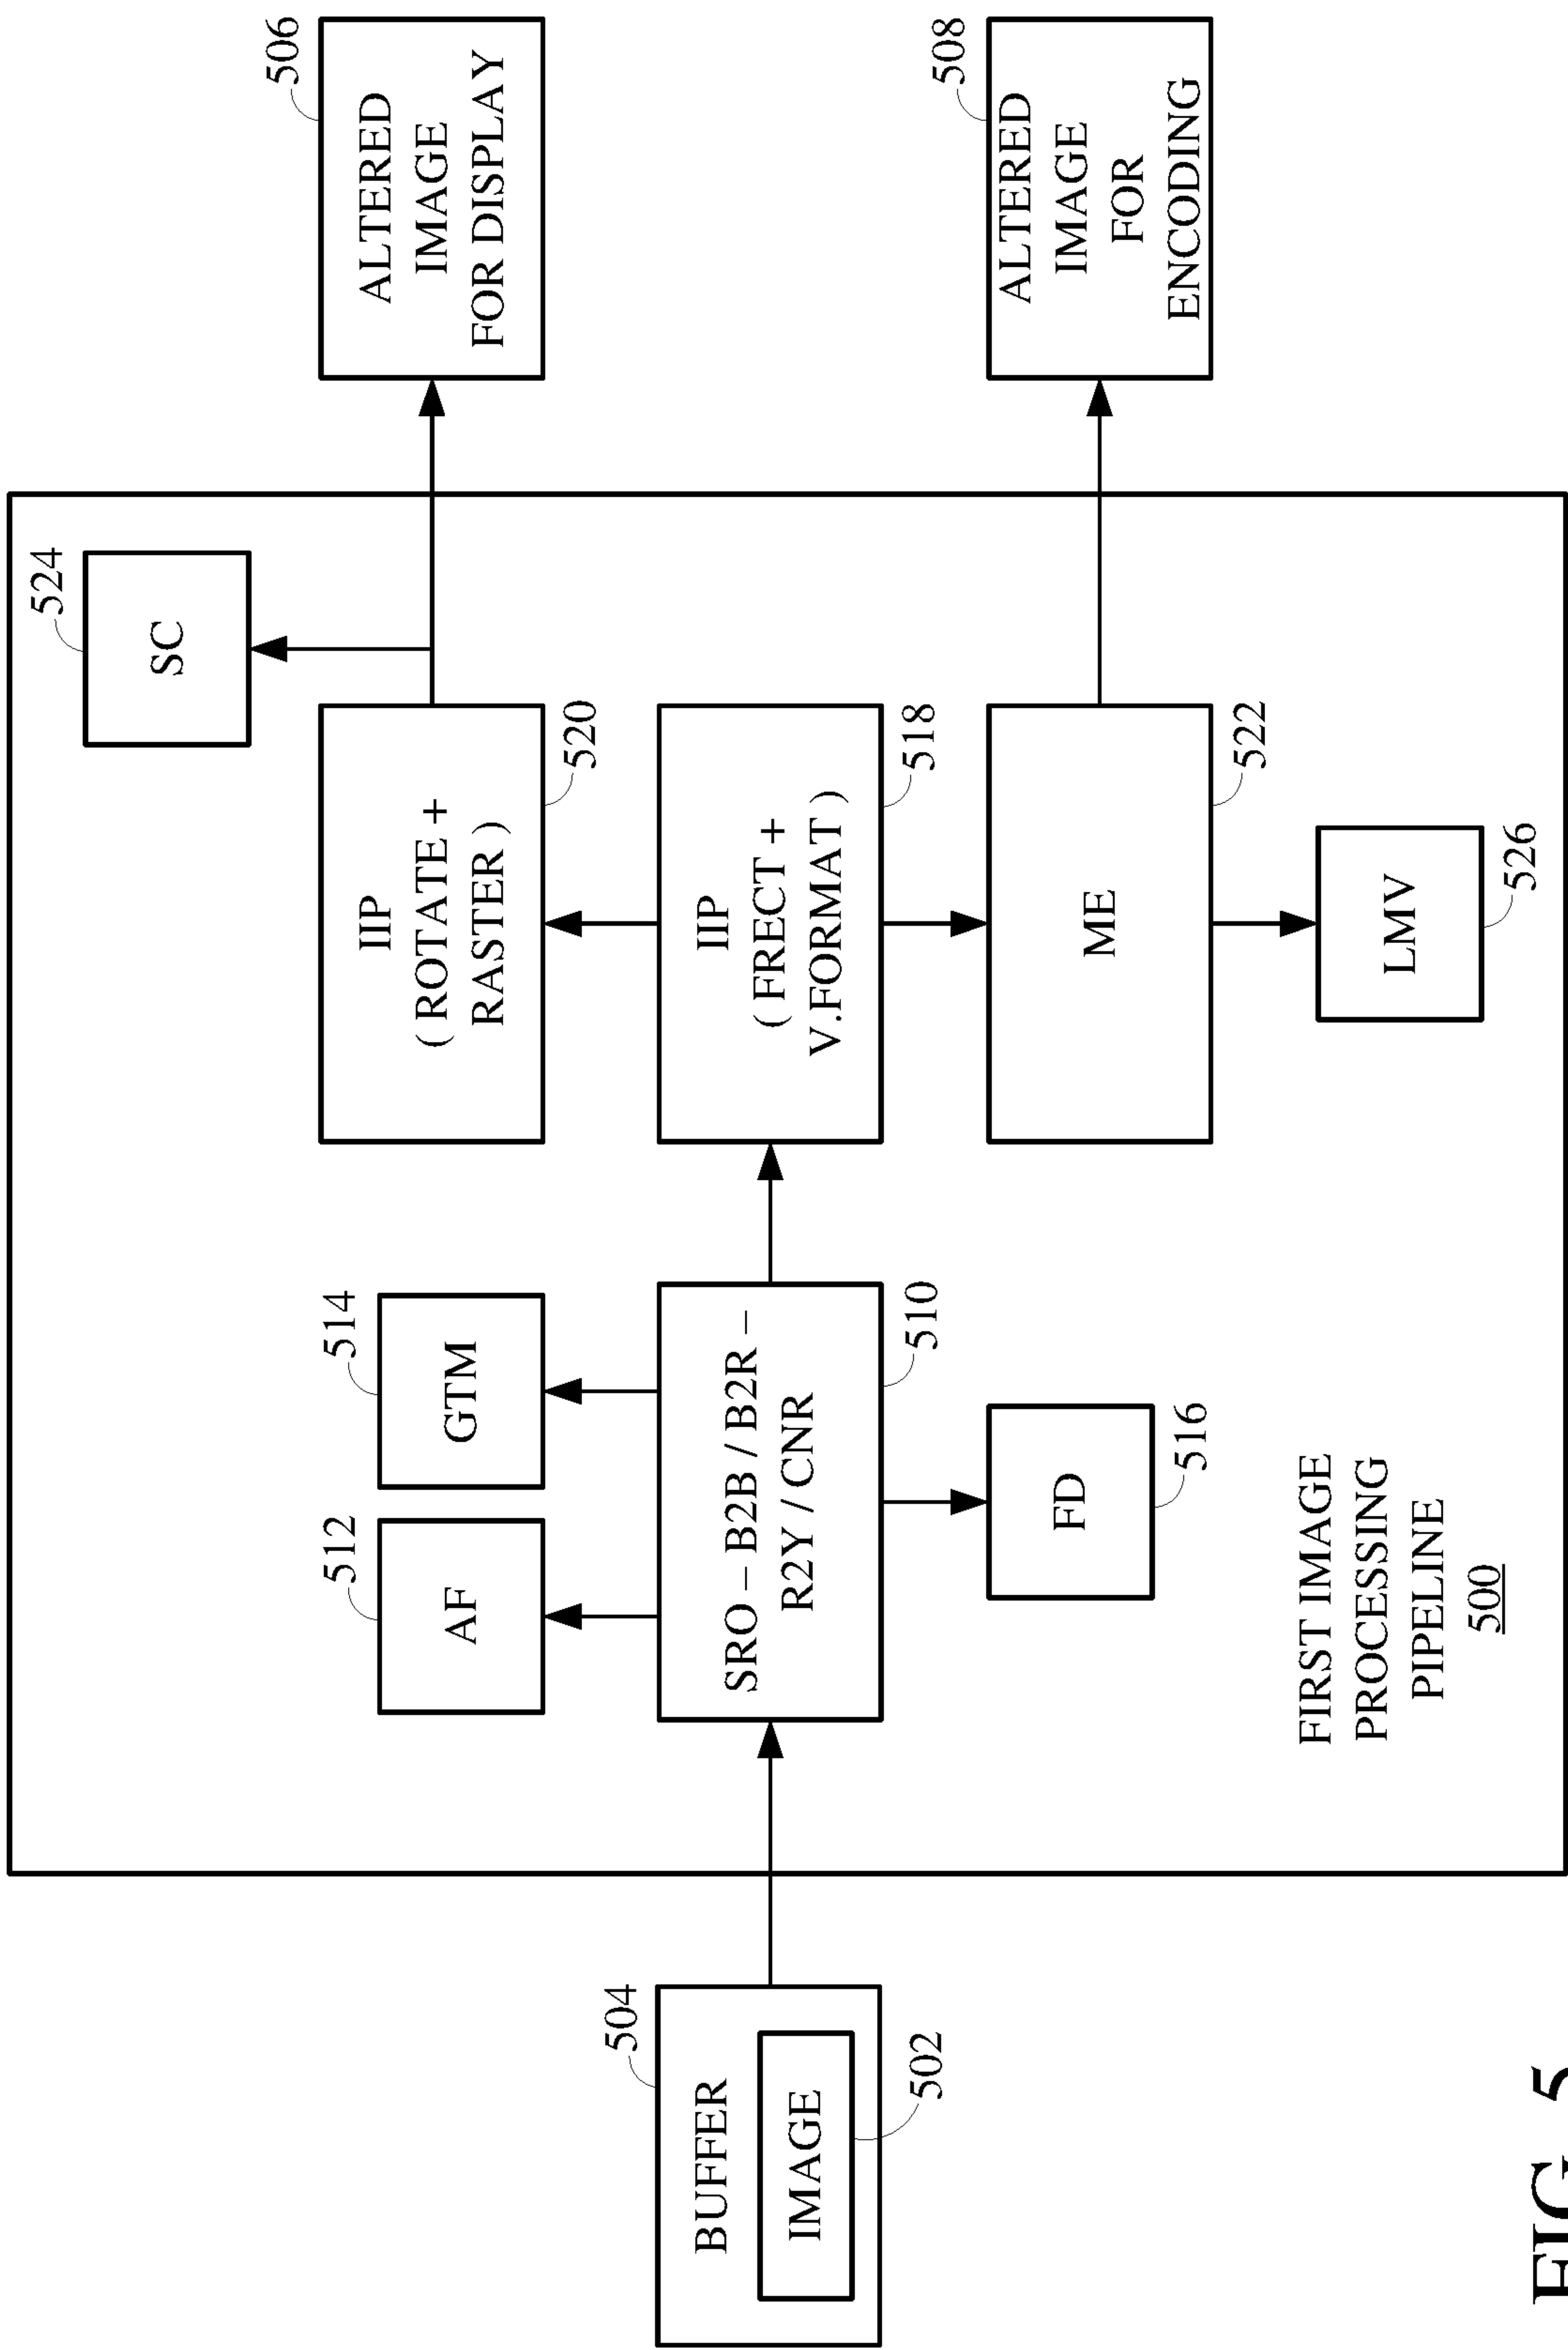 504
BUFFER
IMAGE
502
512
AF
514
GTM
SRO – B2B / B2R –
R2Y / CNR
510
FD
516
FIRST IMAGE
PROCESSING
PIPELINE
500
524
SC
IIP
( ROTATE +
RASTER )
520
IIP
( FRECT +
V.FORMAT )
518
ME
522
LMV
526
506
ALTERED
IMAGE
FOR DISPLAY
508
ALTERED
IMAGE
FOR
ENCODING
FIG. 5